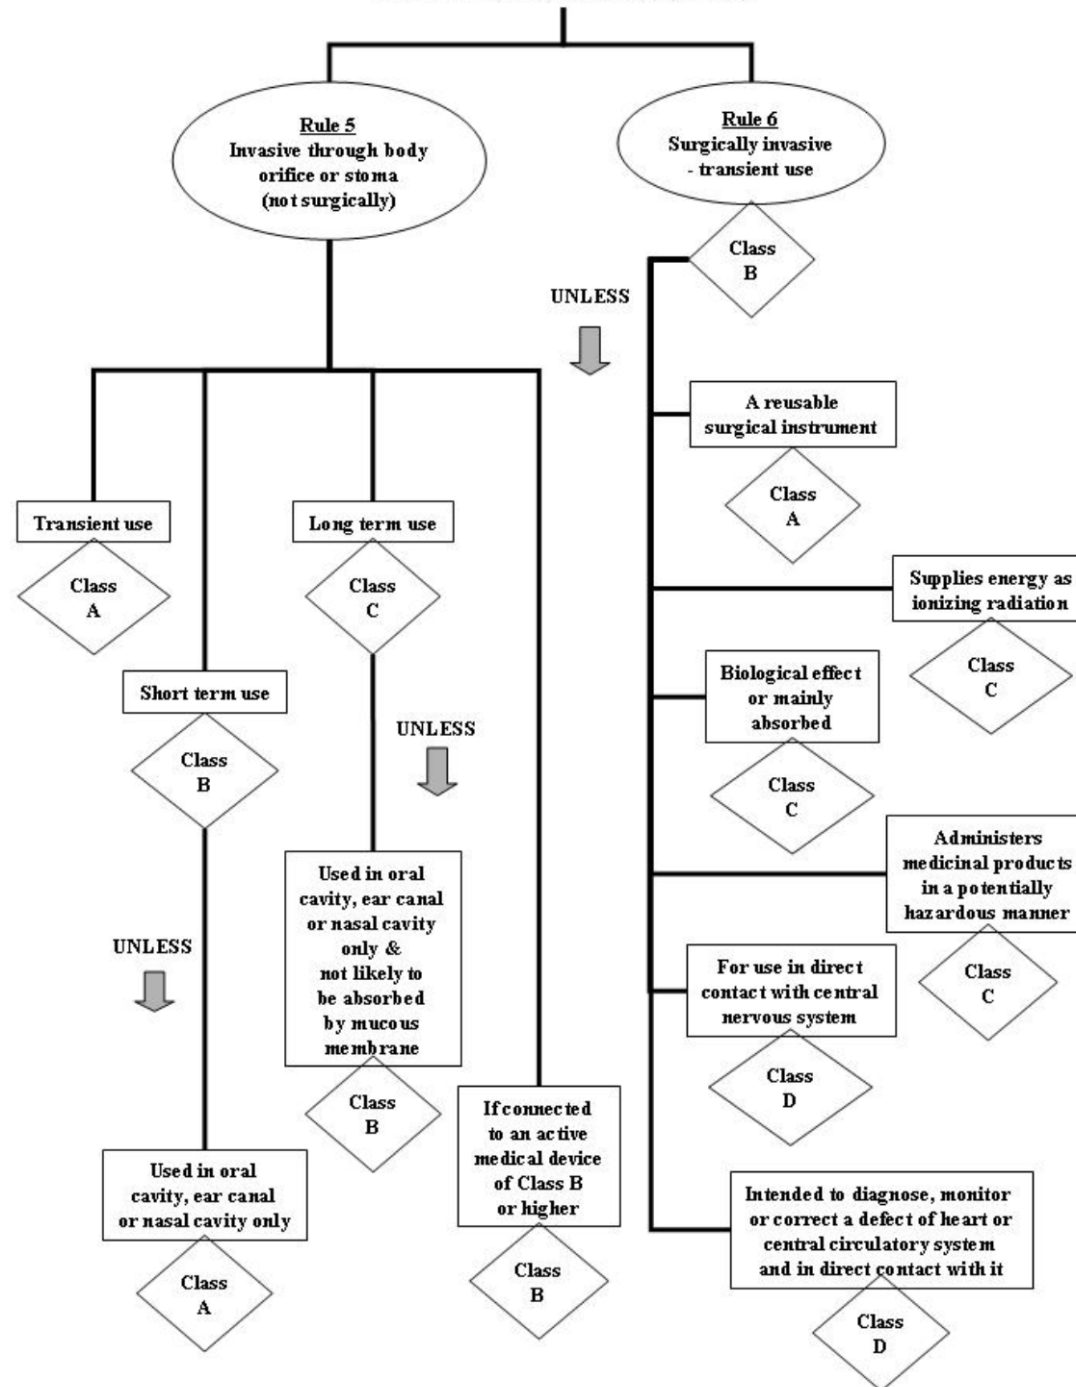 Rule 5
Invasive through body
orifice or stoma
(not surgically)
Rule 6
Surgically invasive
- transient use
Class
B
UNLESS
A reusable
surgical instrument
Class
A
Transient use
Class
A
Long term use
Class
C
Supplies energy as
ionizing radiation
Class
C
Short term use
Class
B
Biological effect
or mainly
absorbed
Class
C
UNLESS
Used in oral
cavity, ear canal
or nasal cavity
only &
not likely to
be absorbed
by mucous
membrane
Class
B
Administers
medicinal products
in a potentially
hazardous manner
Class
C
UNLESS
For use in direct
contact with central
nervous system
Class
D
If connected
to an active
medical device
of Class B
or higher
Class
B
Used in oral
cavity, ear canal
or nasal cavity only
Class
A
Intended to diagnose, monitor
or correct a defect of heart or
central circulatory system
and in direct contact with it
Class
D